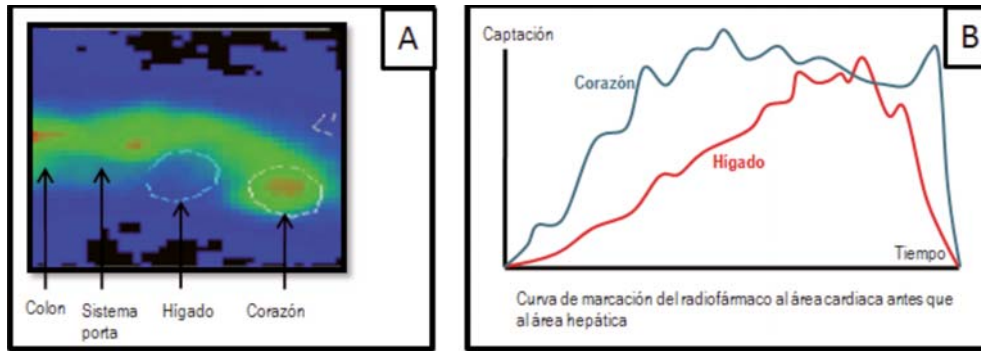 A
Colon
Sistema
porta
Hígado
Corazón
B
Captación
Corazón
Hígado
Tiempo
Curva de marcación del radiofármaco al área cardiaca antes que
al área hepática